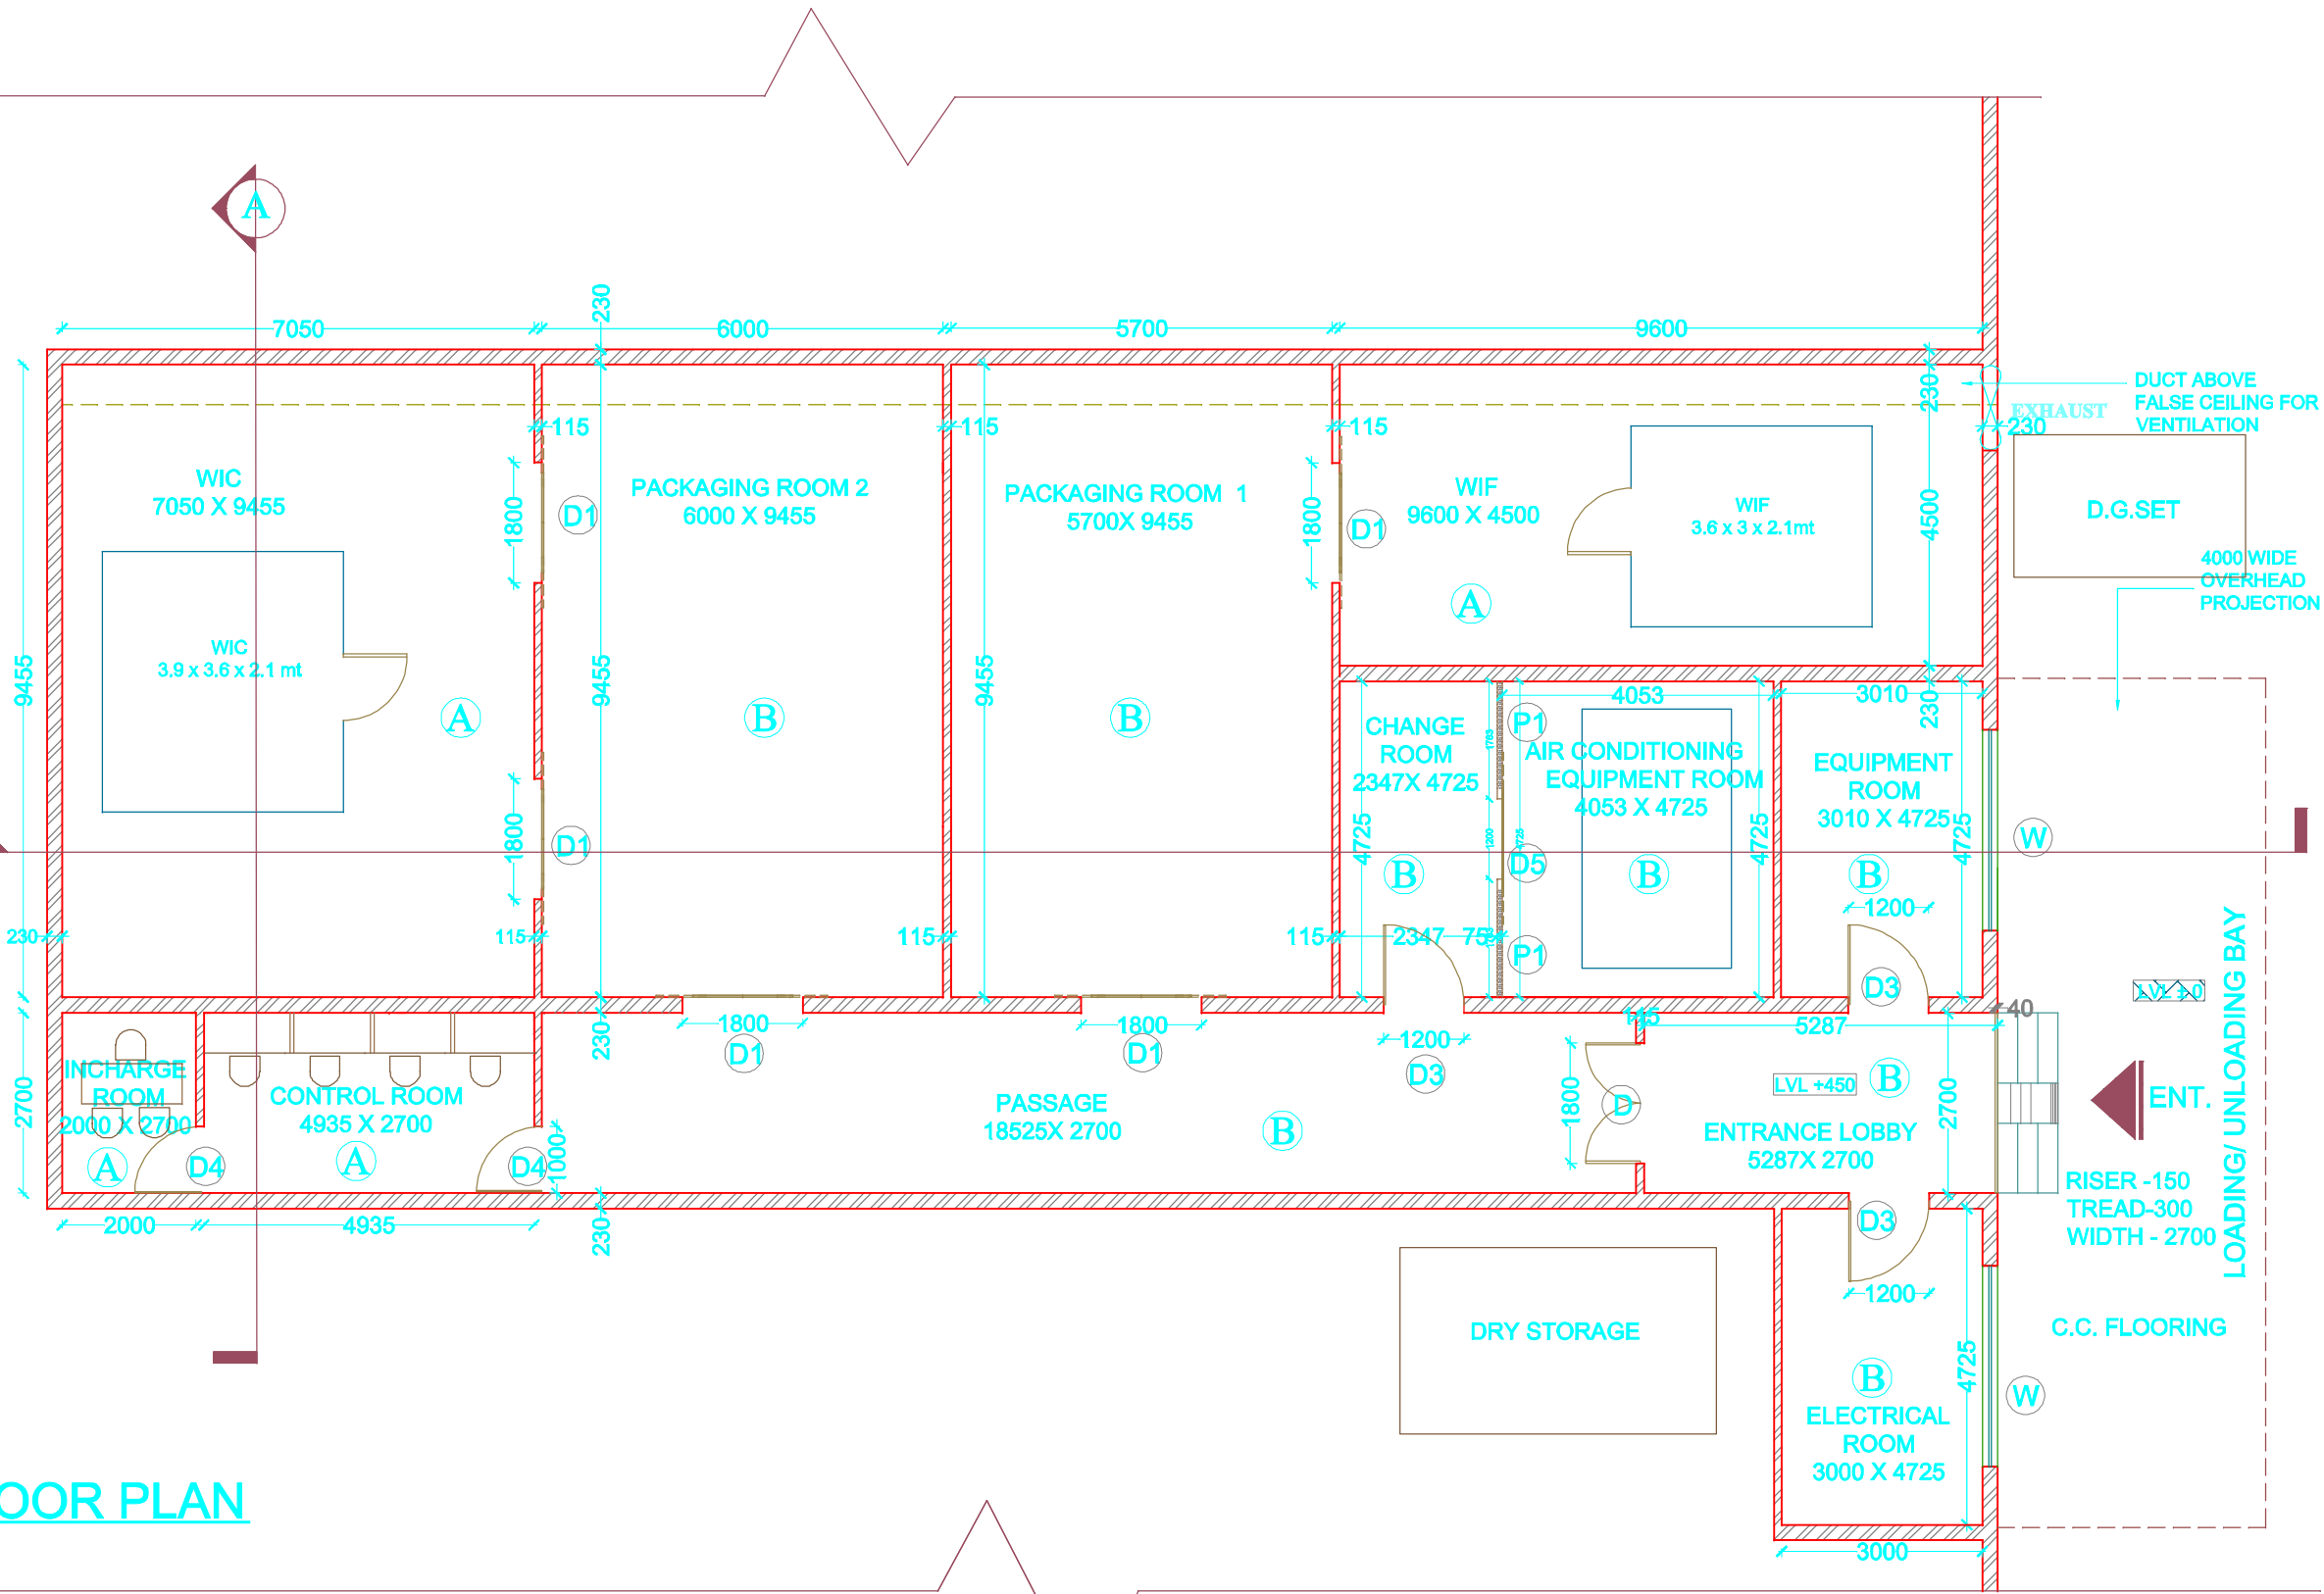 A
7050
230
6000
5700
9600
230
DUCT ABOVE
FALSE CEILING FOR
VENTILATION
EXHAUST
230
115
115
115
WIC
7050 X 9455
PACKAGING ROOM 2
6000 X 9455
PACKAGING ROOM 1
5700X 9455
WIF
9600 X 4500
WIF
3.6 x 3 x 2.1mt
D.G.SET
1800
D1
1800
D1
4500
4000 WIDE
OVERHEAD
PROJECTION
A
WIC
3.9 x 3.6 x 2.1 mt
9455
9455
9455
A
B
B
4053
3010
230
CHANGE
ROOM
2347X 4725
P1
AIR CONDITIONING
EQUIPMENT ROOM
4053 X 4725
EQUIPMENT
ROOM
3010 X 4725
1800
D1
4725
1200
4725
D5
4725
4725
W
B
B
B
1200
230
115
115
115
2347
75
P1
D3
LVL ±0
40
1800
D1
1800
D1
230
1200
D3
115
5287
INCHARGE
ROOM
2000 X 2700
CONTROL ROOM
4935 X 2700
2700
PASSAGE
18525X 2700
B
1800
D
LVL +450
B
2700
ENTRANCE LOBBY
5287X 2700
ENT.
LOADING/ UNLOADING BAY
A
D4
A
D4
1000
RISER -150
TREAD-300
WIDTH - 2700
2000
4935
230
D3
1200
DRY STORAGE
C.C. FLOORING
4725
B
W
ELECTRICAL
ROOM
3000 X 4725
OOR PLAN
3000